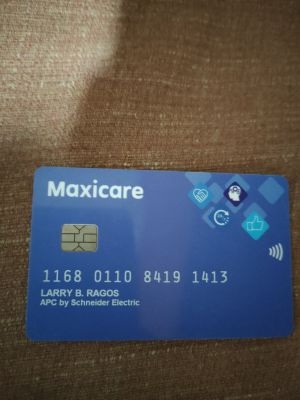 Maxicare
1168 0110 8419 1413
LARRY B. RAGOS
APC by Schneider Electric